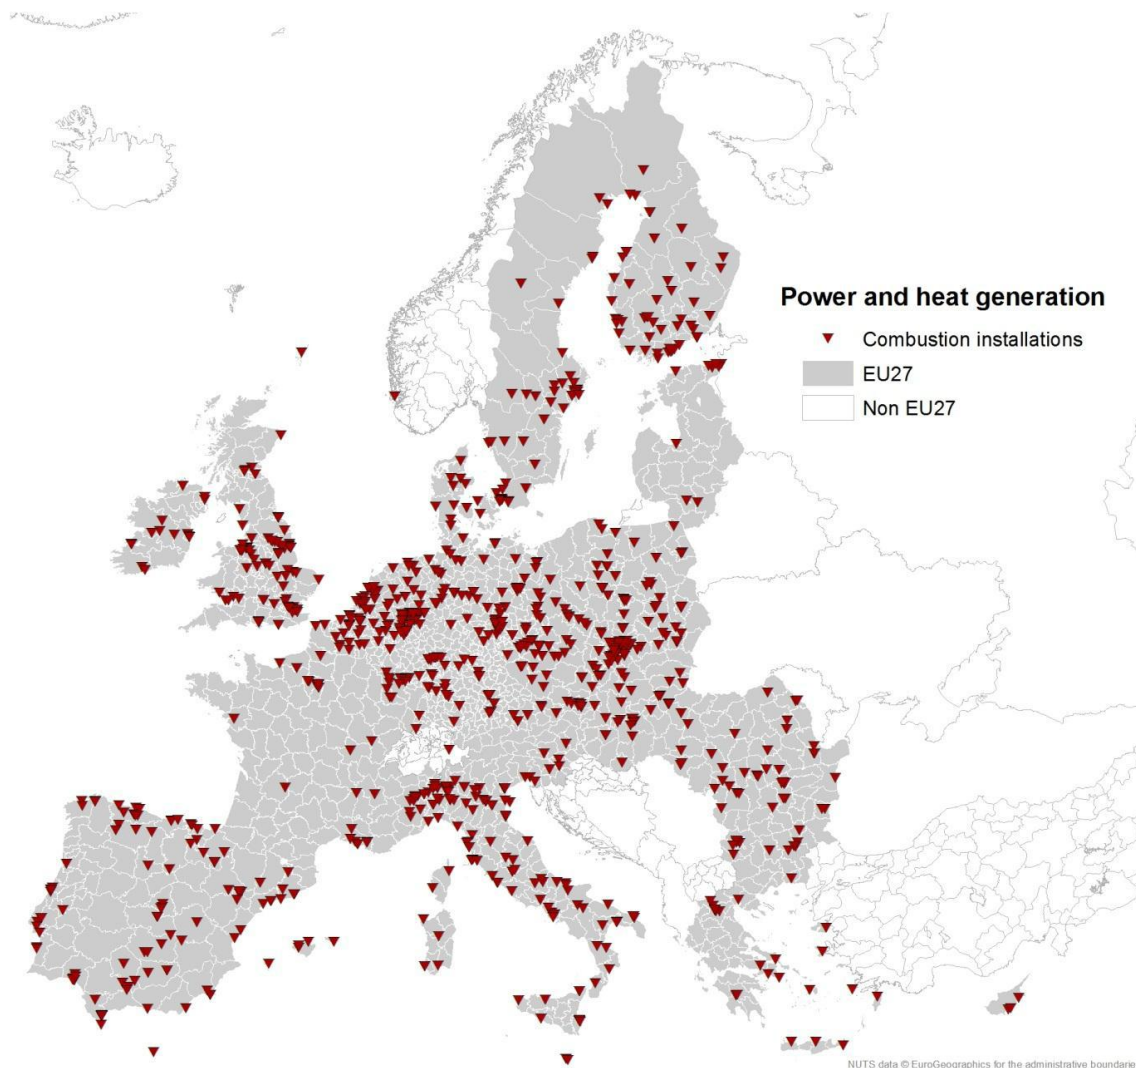 Power and heat generation
Combustion installations
EU27
Non EU27
NUTS data © EuroGeographics for the administrative boundarie